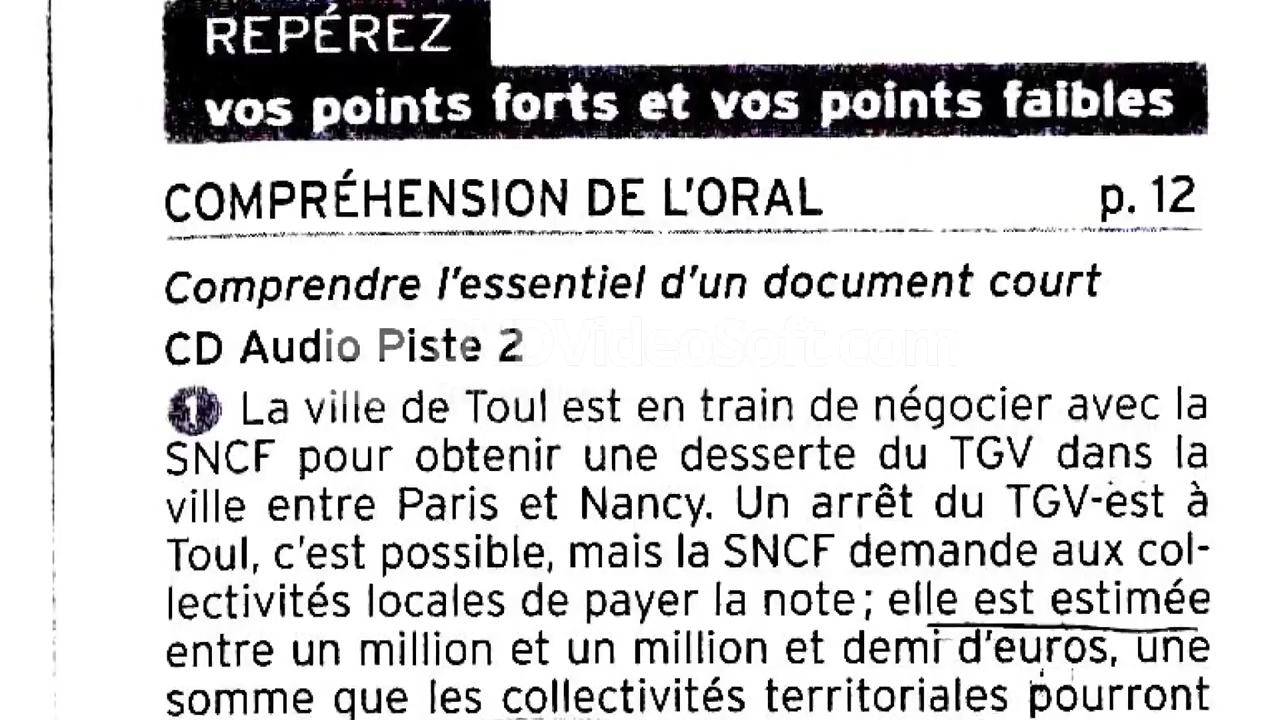 REPÉREZ
vos points forts et vos points faibles
COMPRÉHENSION DE L'ORAL p. 12
Comprendre l'essentiel d'un document court
CD Audio Piste 2
DVDVideoSoft.com
1 La ville de Toul est en train de négocier avec la
SNCF pour obtenir une desserte du TGV dans la
ville entre Paris et Nancy. Un arrêt du TGV-est à
Toul, c'est possible, mais la SNCF demande aux col-
lectivités locales de payer la note ; elle est estimée
entre un million et un million et demi d'euros, une
somme que les collectivités territoriales pourront